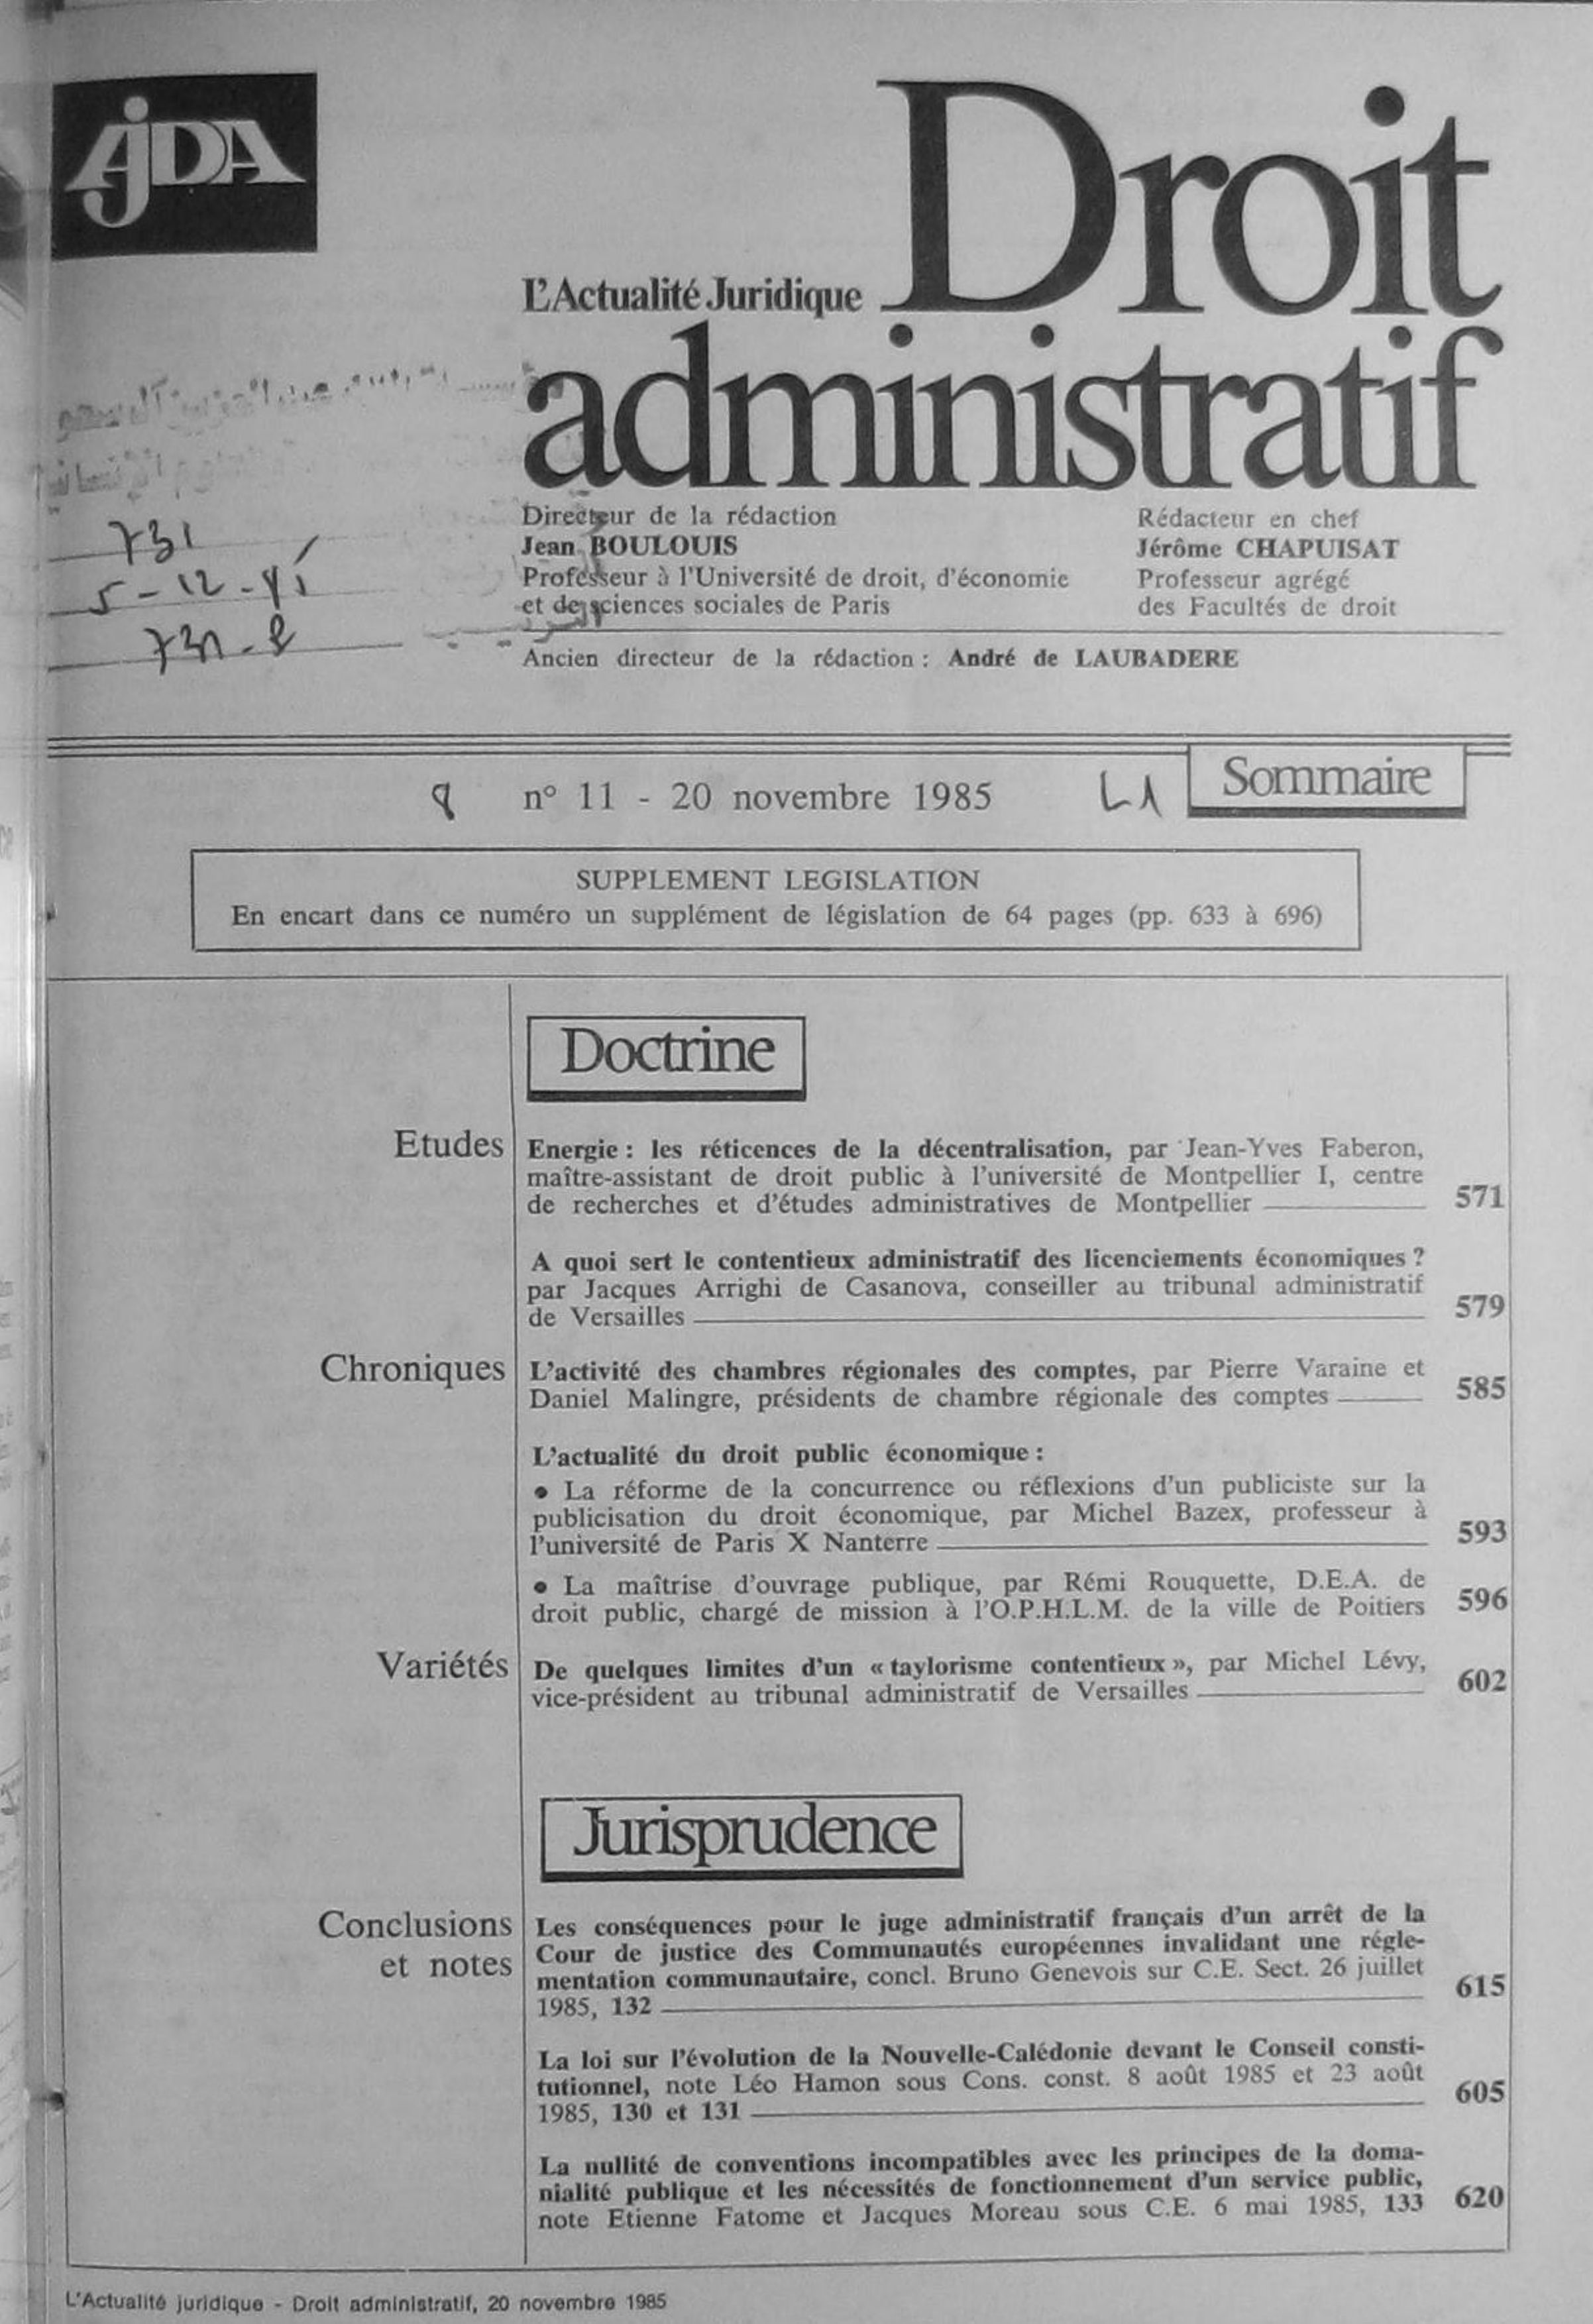 AJDA
L'Actualité Juridique Droit
administratif
Directeur de la rédaction
Jean BOULOUIS
Professeur à l'Université de droit, d'économie
et de sciences sociales de Paris
Rédacteur en chef
Jérôme CHAPUISAT
Professeur agrégé
des Facultés de droit
731
Ancien directeur de la rédaction : André de LAUBADERE
n° 11 - 20 novembre 1985
L1
Sommaire
SUPPLEMENT LEGISLATION
En encart dans ce numéro un supplément de législation de 64 pages (pp. 633 à 696)
Doctrine
Etudes
Energie : les réticences de la décentralisation, par Jean-Yves Faberon,
maître-assistant de droit public à l'université de Montpellier I, centre
de recherches et d'études administratives de Montpellier 571
A quoi sert le contentieux administratif des licenciements économiques ?
par Jacques Arrighi de Casanova, conseiller au tribunal administratif
de Versailles 579
Chroniques
L'activité des chambres régionales des comptes, par Pierre Varaine et
Daniel Malingre, présidents de chambre régionale des comptes 585
L'actualité du droit public économique :
• La réforme de la concurrence ou réflexions d'un publiciste sur la
publicisation du droit économique, par Michel Bazex, professeur à
l'université de Paris X Nanterre 593
• La maîtrise d'ouvrage publique, par Rémi Rouquette, D.E.A. de
droit public, chargé de mission à l'O.P.H.L.M. de la ville de Poitiers 596
Variétés
De quelques limites d'un « taylorisme contentieux », par Michel Lévy,
vice-président au tribunal administratif de Versailles 602
Jurisprudence
Conclusions
et notes
Les conséquences pour le juge administratif français d'un arrêt de la
Cour de justice des Communautés européennes invalidant une régle-
mentation communautaire, concl. Bruno Genevois sur C.E. Sect. 26 juillet
1985, 132 615
La loi sur l'évolution de la Nouvelle-Calédonie devant le Conseil consti-
tutionnel, note Léo Hamon sous Cons. const. 8 août 1985 et 23 août
1985, 130 et 131 605
La nullité de conventions incompatibles avec les principes de la doma-
nialité publique et les nécessités de fonctionnement d'un service public,
note Etienne Fatome et Jacques Moreau sous C.E. 6 mai 1985, 133 620
L'Actualité juridique - Droit administratif, 20 novembre 1985